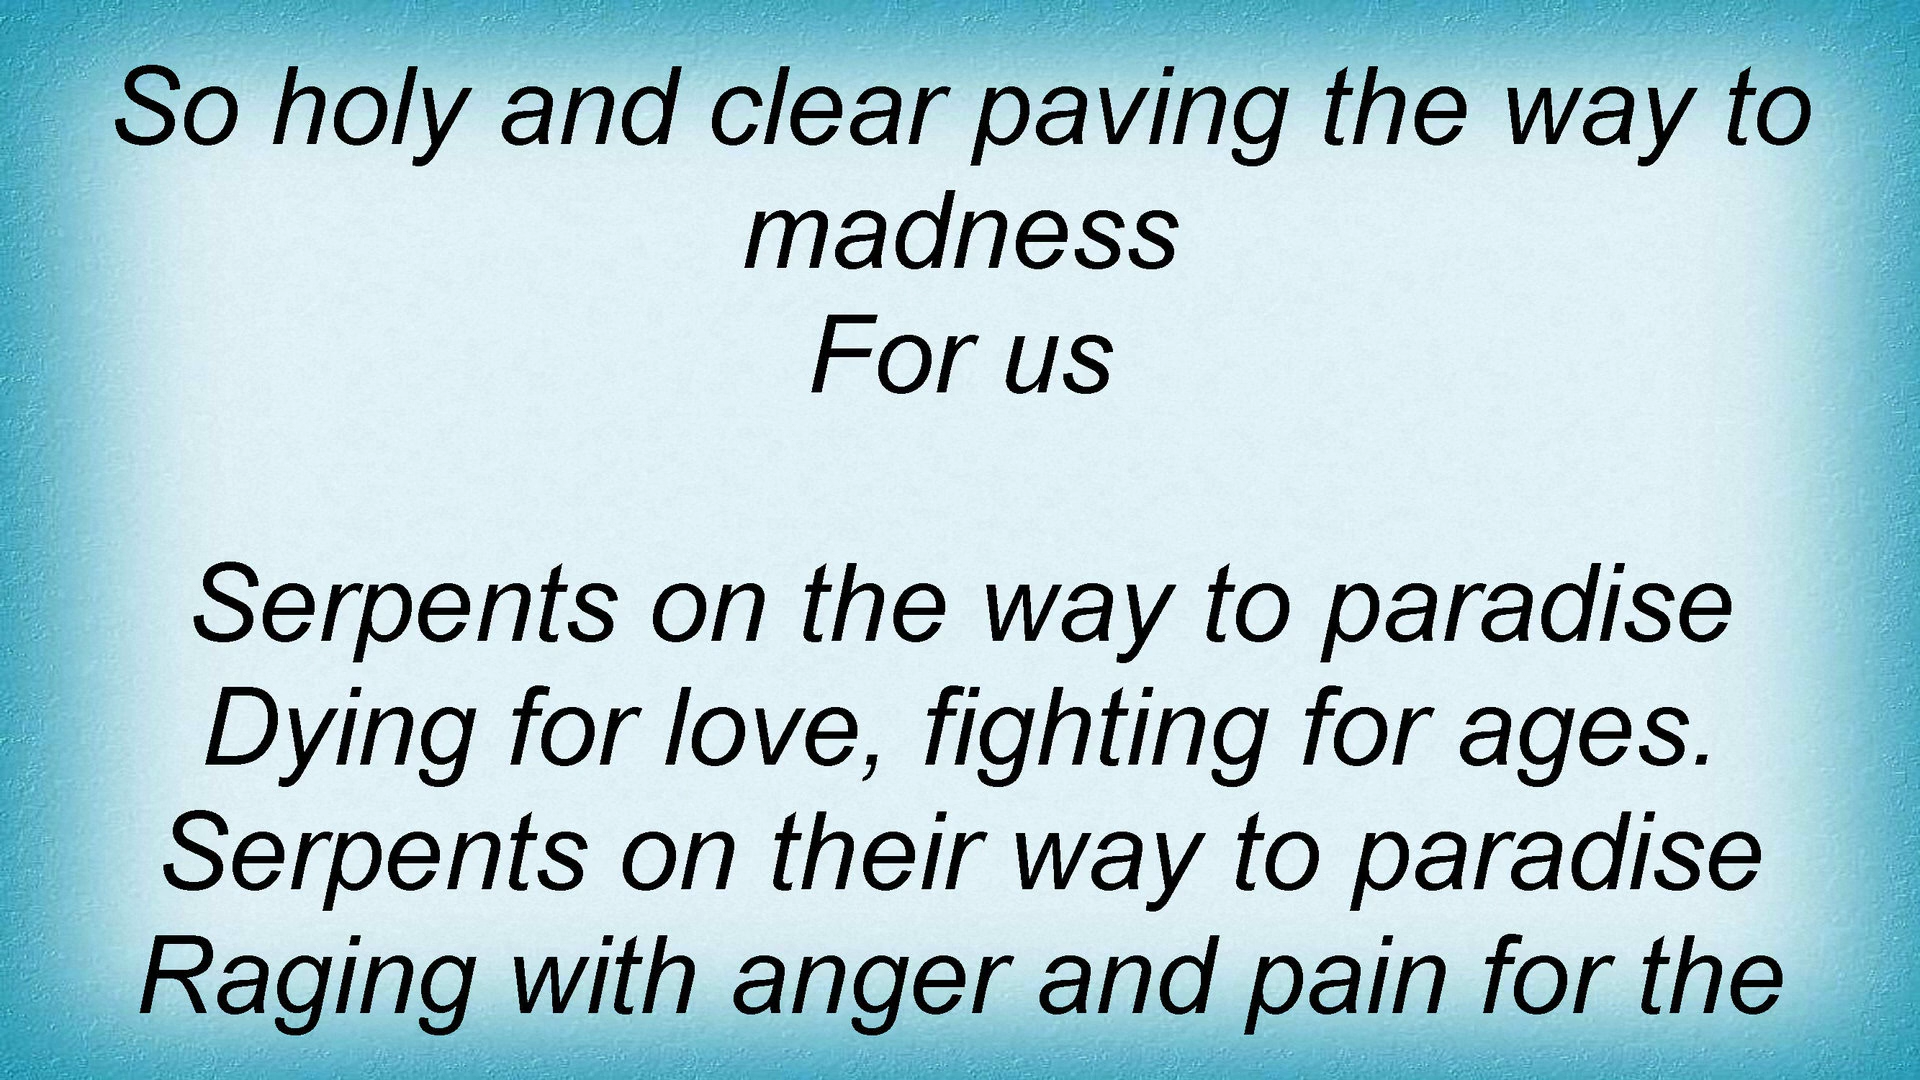 So holy and clear paving the way to
madness
For us
Serpents on the way to paradise
Dying for love, fighting for ages.
Serpents on their way to paradise
Raging with anger and pain for the